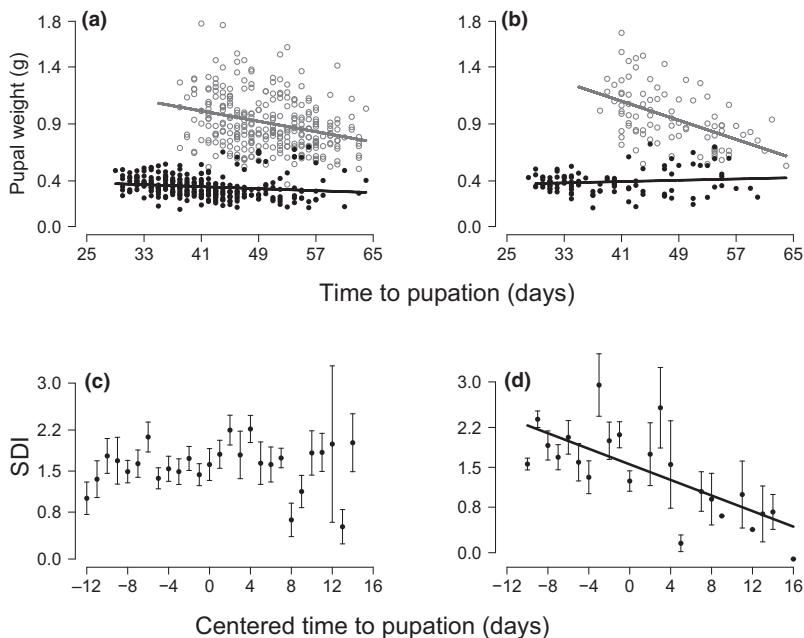 (a)
(b)
Pupal weight (g)
1.8
1.4
0.9
0.4
0.0
25 33 41 49 57 65
1.8
1.4
0.9
0.4
0.0
25 33 41 49 57 65
Time to pupation (days)
(c)
(d)
SDI
3.0
2.2
1.5
0.8
0.0
−12 −8 −4 0 4 8 12 16
3.0
2.2
1.5
0.8
0.0
−12 −8 −4 0 4 8 12 16
Centered time to pupation (days)